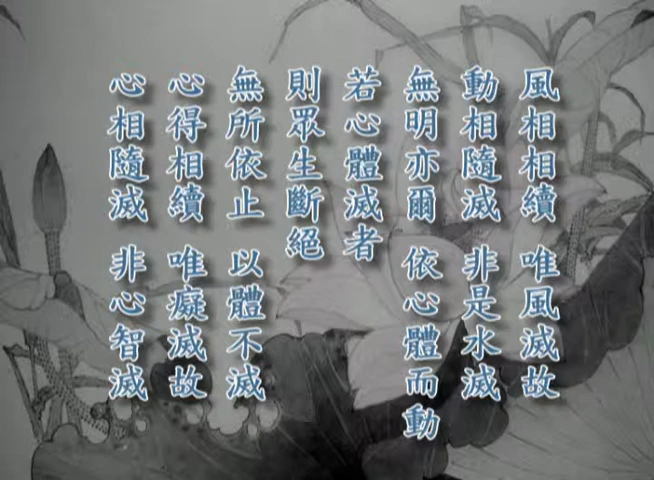 風相相續 唯風滅故
動相隨滅 非是水滅
無明亦爾 依心體而動
若心體滅者
則眾生斷絕
無所依止 以體不滅
心得相續 唯癡滅故
心相隨滅 非心智滅